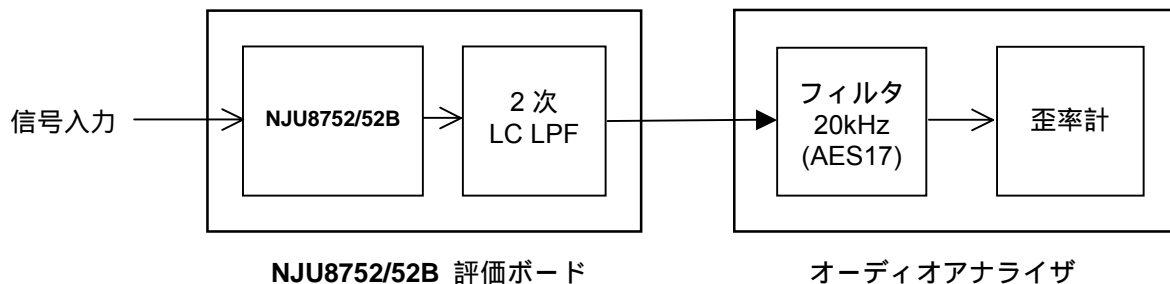 信号入力
NJU8752/52B
2 次
LC LPF
フィルタ
20kHz
(AES17)
歪率計
NJU8752/52B 評価ボード
オーディオアナライザ